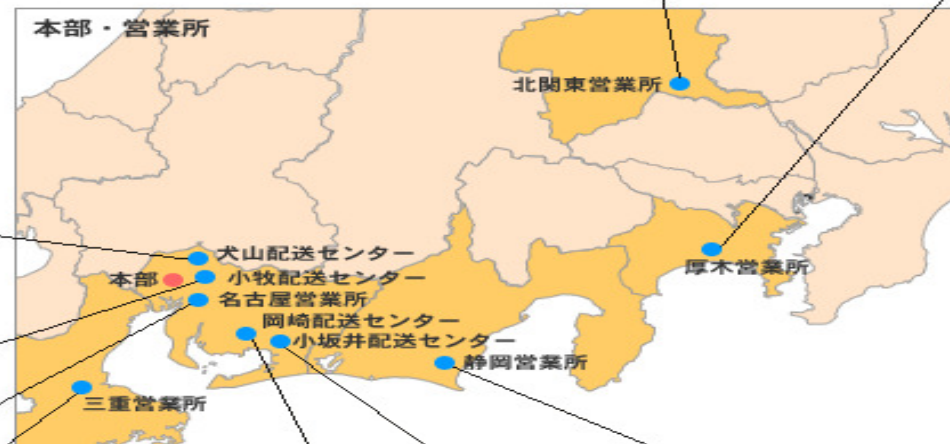 本部・営業所
北関東営業所
犬山配送センター
厚木営業所
本部
小牧配送センター
名古屋営業所
岡崎配送センター
小坂井配送センター
静岡営業所
三重営業所